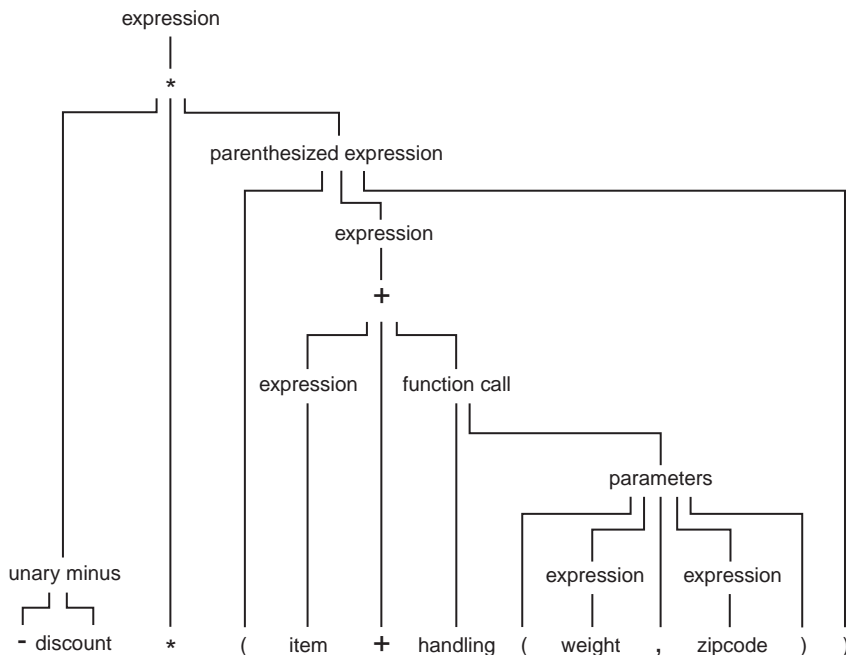 expression
*
parenthesized expression
expression
+
expression function call
parameters
unary minus expression expression
- discount * ( item + handling ( weight , zipcode ) )